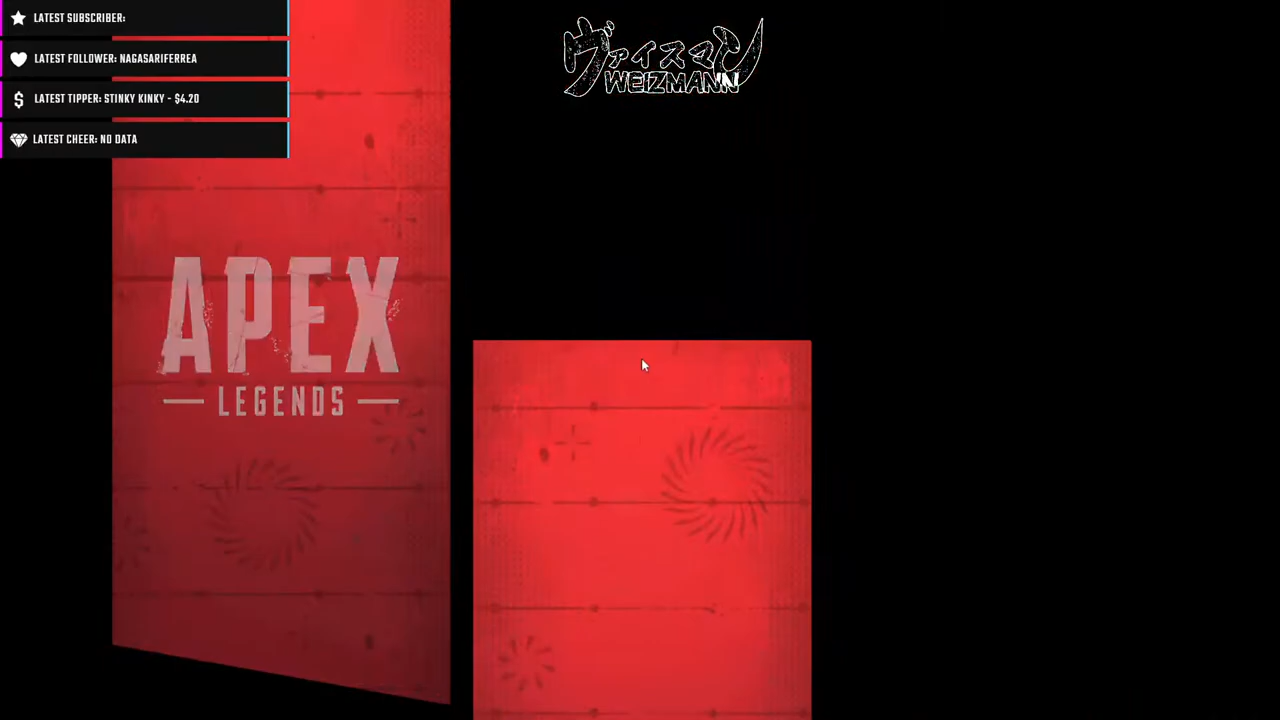 LATEST SUBSCRIBER:
LATEST FOLLOWER: NAGASARIFERREA
LATEST TIPPER: STINKY KINKY - $4.20
LATEST CHEER: NO DATA
ヴァイスマン
WEIZMANN
APEX
LEGENDS